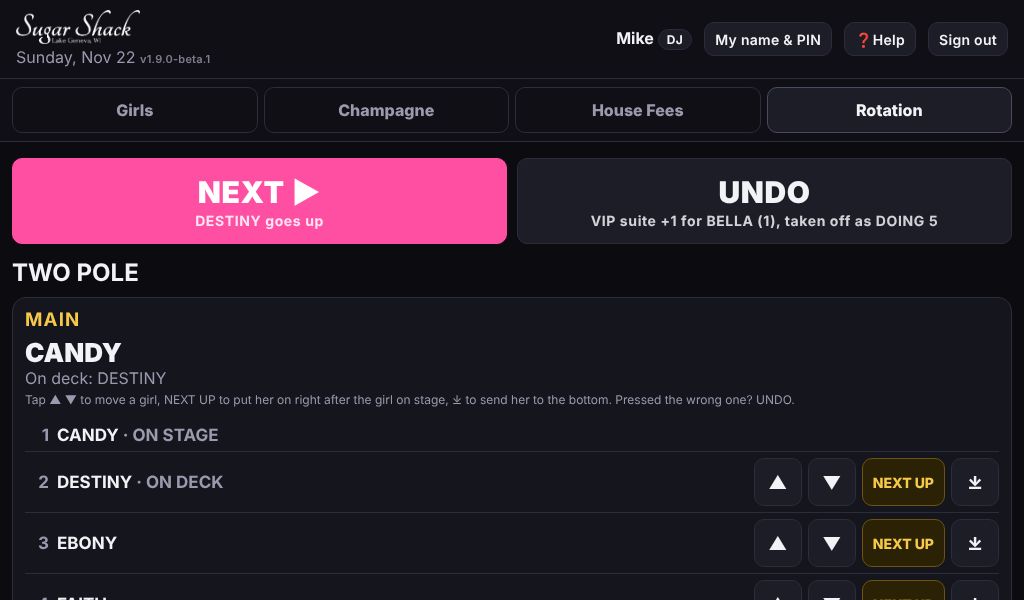 Sugar Shack
Lake Geneva, WI
Sunday, Nov 22 v1.9.0-beta.1
Mike DJ
My name & PIN
❓Help
Sign out
Girls
Champagne
House Fees
Rotation
NEXT ▶
DESTINY goes up
UNDO
VIP suite +1 for BELLA (1), taken off as DOING 5
TWO POLE
MAIN
CANDY
On deck: DESTINY
Tap ▲ ▼ to move a girl, NEXT UP to put her on right after the girl on stage, ⤓ to send her to the bottom. Pressed the wrong one? UNDO.
1 CANDY · ON STAGE
2 DESTINY · ON DECK ▲ ▼ NEXT UP ⤓
3 EBONY ▲ ▼ NEXT UP ⤓